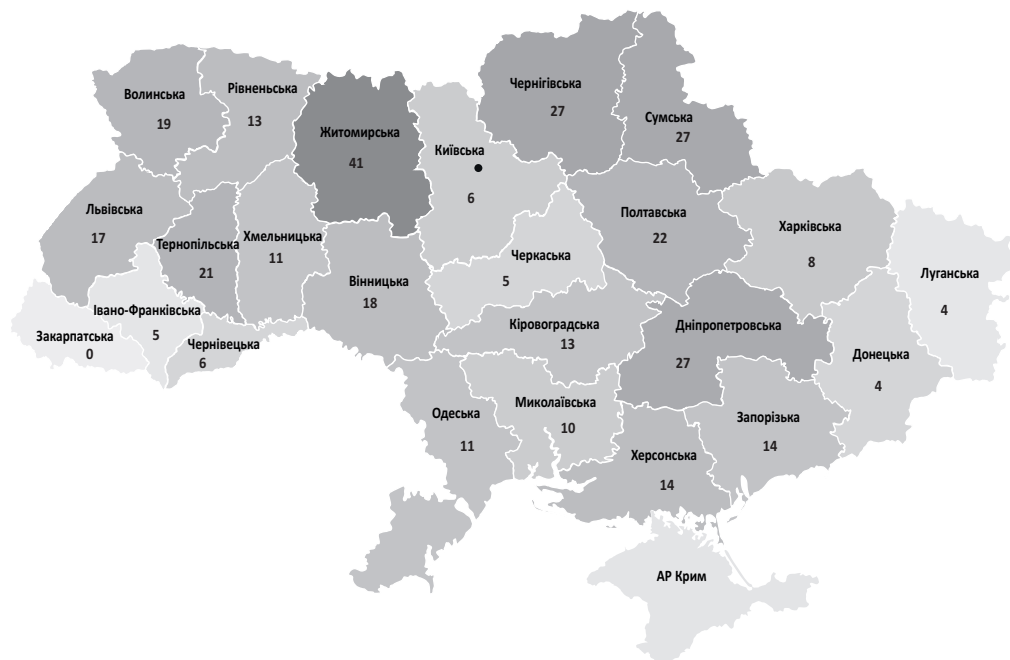 Волинська
19
Рівненьська
13
Житомирська
41
Київська
6
Чернігівська
27
Сумська
27
Львівська
17
Тернопільська
21
Хмельницька
11
Вінницька
18
Черкаська
5
Полтавська
22
Харківська
8
Луганська
4
Закарпатська
0
Івано-Франківська
5
Чернівецька
6
Кіровоградська
13
Дніпропетровська
27
Донецька
4
Одеська
11
Миколаївська
10
Херсонська
14
Запорізька
14
АР Крим